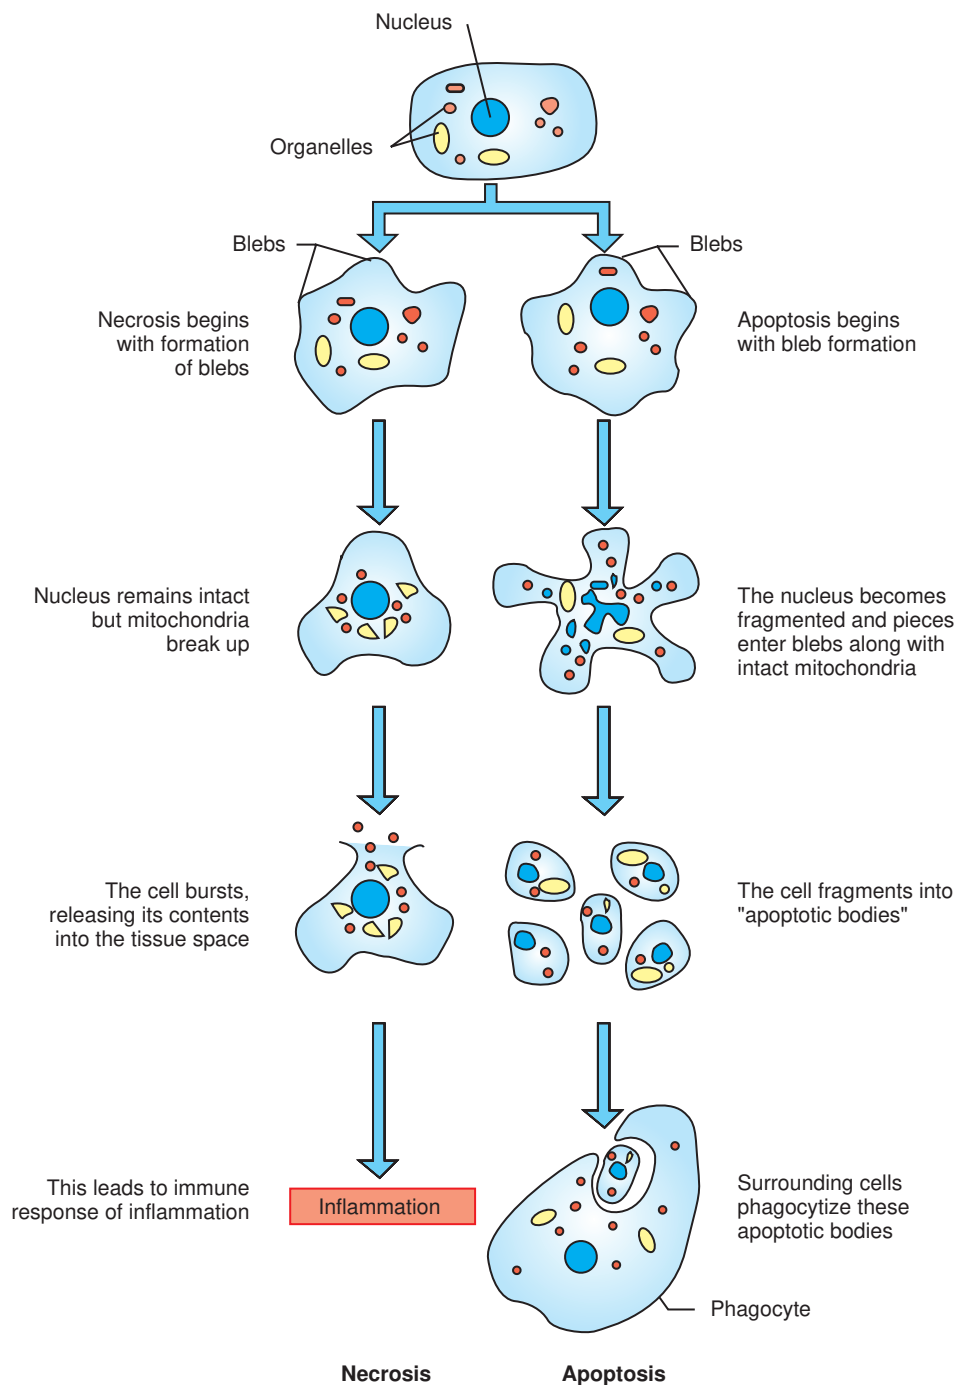 Nucleus
Organelles
Blebs
Blebs
Necrosis begins
with formation
of blebs
Apoptosis begins
with bleb formation
Nucleus remains intact
but mitochondria
break up
The nucleus becomes
fragmented and pieces
enter blebs along with
intact mitochondria
The cell bursts,
releasing its contents
into the tissue space
The cell fragments into
"apoptotic bodies"
This leads to immune
response of inflammation
Inflammation
Surrounding cells
phagocytize these
apoptotic bodies
Phagocyte
Necrosis
Apoptosis